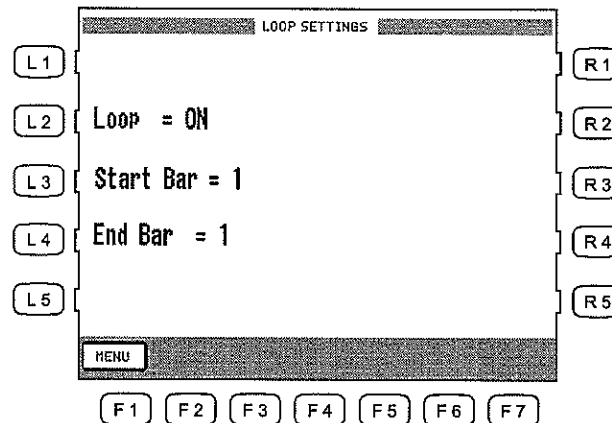 LOOP SETTINGS
L1 R1
L2 Loop = ON R2
L3 Start Bar = 1 R3
L4 End Bar = 1 R4
L5 R5
MENU
F1 F2 F3 F4 F5 F6 F7